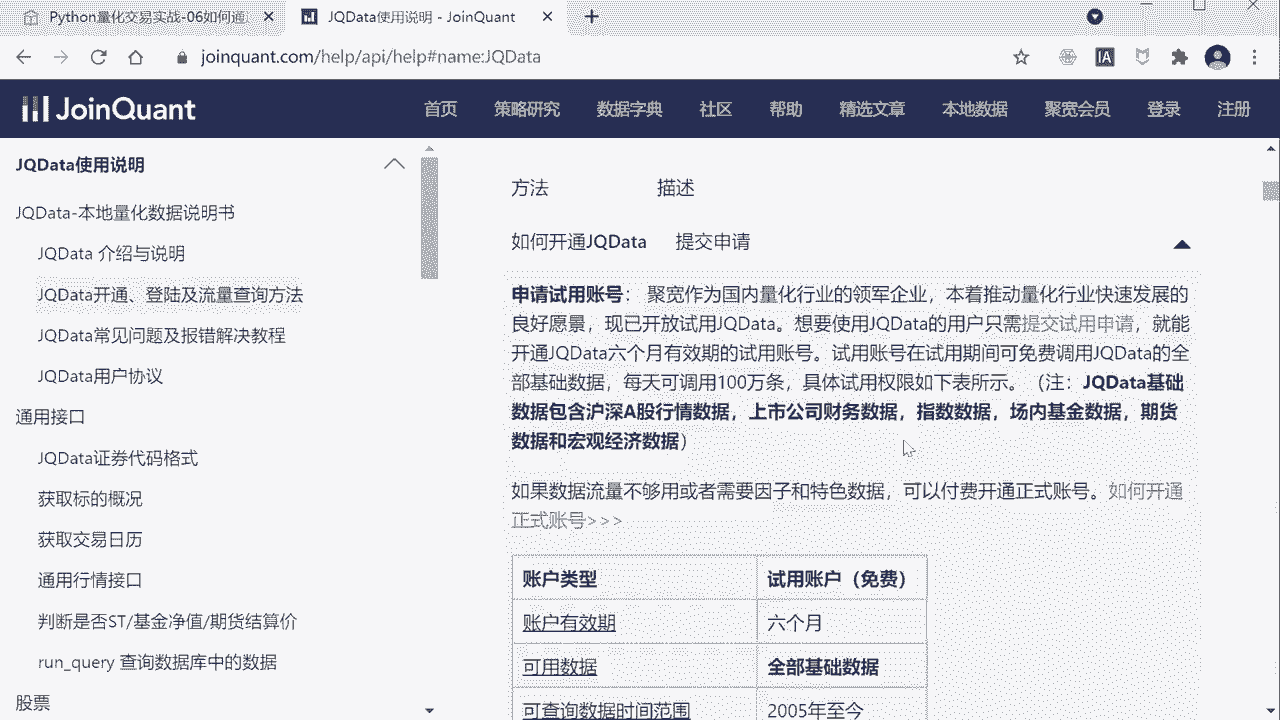 Python量化交易实战-06如何通
JQData使用说明 - JoinQuant
joinquant.com/help/api/help#name:JQData
IA
JoinQuant
首页 策略研究 数据字典 社区 帮助 精选文章 本地数据 聚宽会员 登录 注册
JQData使用说明
JQData-本地量化数据说明书
JQData 介绍与说明
JQData开通、登陆及流量查询方法
JQData常见问题及报错解决教程
JQData用户协议
通用接口
JQData证券代码格式
获取标的概况
获取交易日历
通用行情接口
判断是否ST/基金净值/期货结算价
run_query 查询数据库中的数据
股票
方法 描述
如何开通JQData 提交申请
申请试用账号： 聚宽作为国内量化行业的领军企业，本着推动量化行业快速发展的
良好愿景，现已开放试用JQData。想要使用JQData的用户只需提交试用申请，就能
开通JQData六个月有效期的试用账号。试用账号在试用期间可免费调用JQData的全
部基础数据，每天可调用100万条，具体试用权限如下表所示。（注：JQData基础
数据包含沪深A股行情数据，上市公司财务数据，指数数据，场内基金数据，期货
数据和宏观经济数据）
如果数据流量不够用或者需要因子和特色数据，可以付费开通正式账号。如何开通
正式账号>>>
账户类型 试用账户（免费）
账户有效期 六个月
可用数据 全部基础数据
可查询数据时间范围 2005年至今